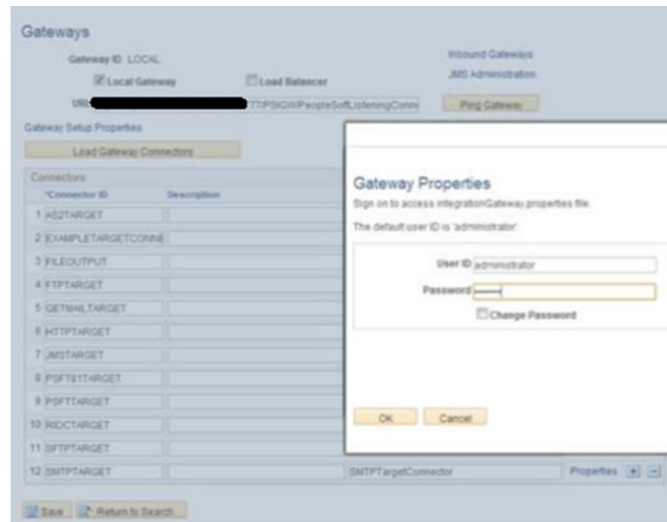 Gateways
Gateway ID LOCAL
Local Gateway Load Balancer
Inbound Gateways
JMS Administration
URL: 77/PSIGW/PeopleSoftListeningConne Ping Gateway
Gateway Setup Properties
Load Gateway Connectors
Connectors
*Connector ID Description
1 AS2TARGET
2 EXAMPLETARGETCONNE
3 FILEOUTPUT
4 FTPTARGET
5 GETMAILTARGET
6 HTTPTARGET
7 JMSTARGET
8 PSFT81TARGET
9 PSFTTARGET
10 RIDCTARGET
11 SFTPTARGET
12 SMTPTARGET SMTPTargetConnector Properties
Save Return to Search
Gateway Properties
Sign on to access integrationGateway.properties file.
The default user ID is 'administrator'
User ID administrator
Password
Change Password
OK Cancel